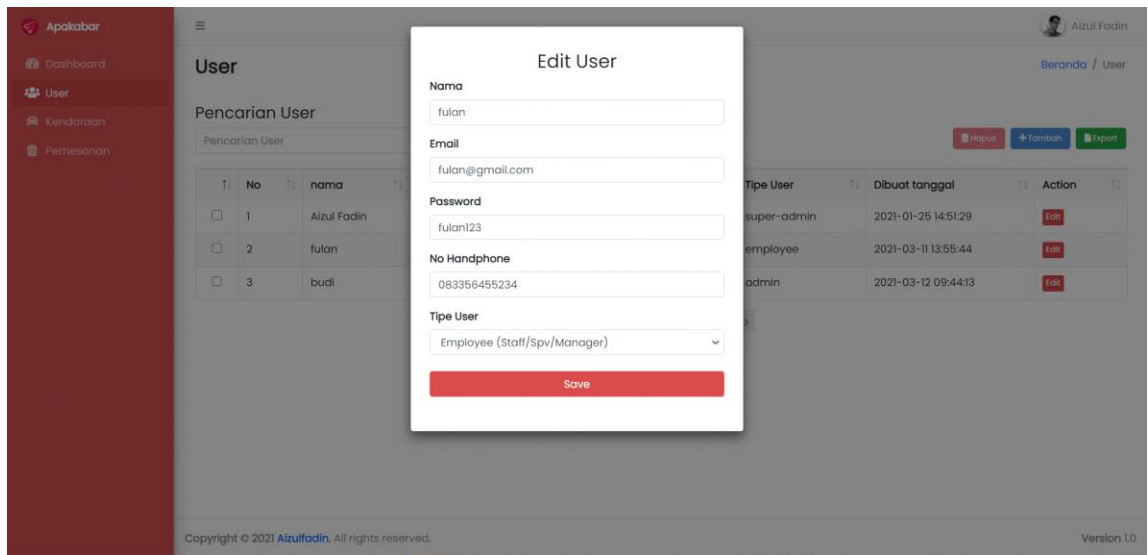 Apakabar
Aizul Fadin
Dashboard
User
Kendaraan
Pemesanan
User
Beranda / User
Pencarian User
Pencarian User
Hapus
+Tambah
Export
No nama Tipe User Dibuat tanggal Action
1 Aizul Fadin super-admin 2021-01-25 14:51:29 Edit
2 fulan employee 2021-03-11 13:55:44 Edit
3 budi admin 2021-03-12 09:44:13 Edit
Edit User
Nama
fulan
Email
fulan@gmail.com
Password
fulan123
No Handphone
083356455234
Tipe User
Employee (Staff/Spv/Manager)
Save
Copyright © 2021 Aizulfadin. All rights reserved.
Version 1.0